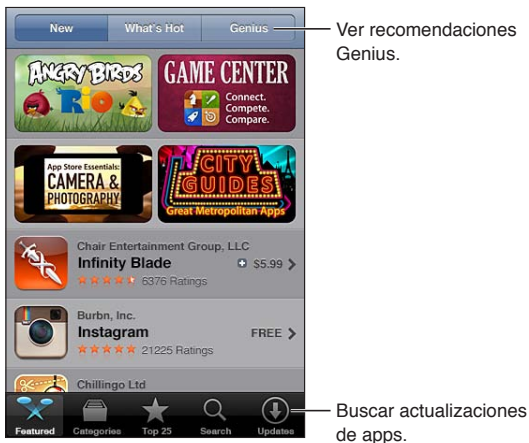 New What's Hot Genius
Ver recomendaciones
Genius.
ANGRY BIRDS
RIO
GAME CENTER
Connect.
Compete.
Compare.
App Store Essentials:
CAMERA &
PHOTOGRAPHY
CITY
GUIDES
Great Metropolitan Apps
Chair Entertainment Group, LLC
Infinity Blade
+ $5.99
6376 Ratings
Burbn, Inc.
Instagram
FREE
21225 Ratings
Chillingo Ltd
Featured Categories Top 25 Search Updates
Buscar actualizaciones
de apps.